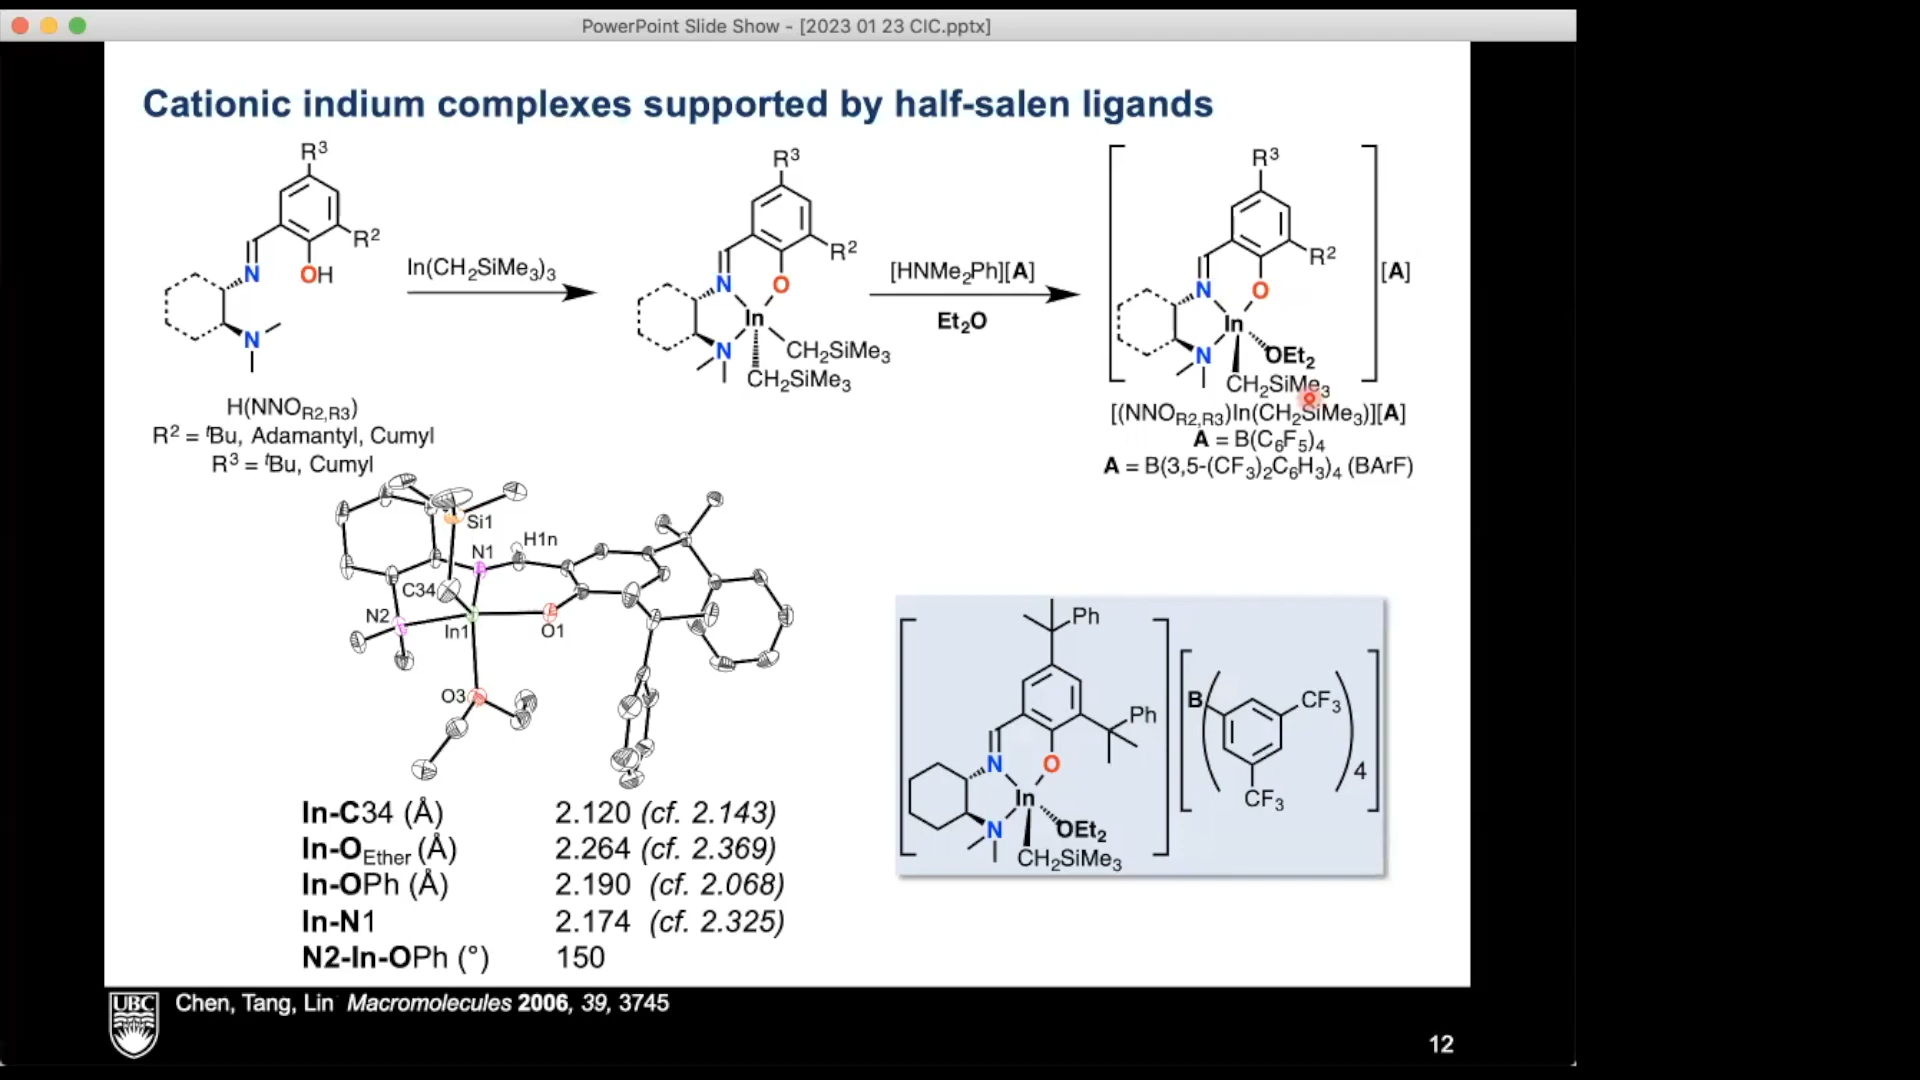 PowerPoint Slide Show - [2023 01 23 CIC.pptx]
Cationic indium complexes supported by half-salen ligands
R³
R²
N
OH
N
H(NNO_R2,R3)
R² = ᵗBu, Adamantyl, Cumyl
R³ = ᵗBu, Cumyl
In(CH₂SiMe₃)₃
R³
R²
N
O
In
N
CH₂SiMe₃
CH₂SiMe₃
[HNMe₂Ph][A]
Et₂O
R³
R²
[A]
N
O
In
N
OEt₂
CH₂SiMe₃
[(NNO_R2,R3)In(CH₂SiMe₃)][A]
A = B(C₆F₅)₄
A = B(3,5-(CF₃)₂C₆H₃)₄ (BArF)
Si1
H1n
N1
C34
N2
In1
O1
O3
Ph
Ph
N
O
In
N
OEt₂
CH₂SiMe₃
B
CF₃
CF₃
4
In-C34 (Å) 2.120 (cf. 2.143)
In-O_Ether (Å) 2.264 (cf. 2.369)
In-OPh (Å) 2.190 (cf. 2.068)
In-N1 2.174 (cf. 2.325)
N2-In-OPh (°) 150
UBC
Chen, Tang, Lin Macromolecules 2006, 39, 3745
12